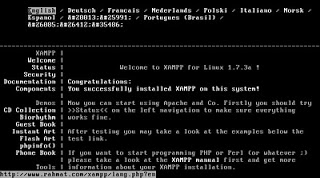 English / Deutsch / Francais / Nederlands / Polski / Italiano / Norsk /
Espanol / &#20013;&#25991; / Portugues (Brasil) /
&#26085;&#26412;&#35486;
XAMPP
Welcome
Status | Welcome to XAMPP for Linux 1.7.3a !
Security
Documentation | Congratulations:
Components | You successfully installed XAMPP on this system!
Demos | Now you can start using Apache and Co. Firstly you should try
CD Collection | >>Status<< on the left navigation to make sure everything
Biorhythm | works fine.
Guest Book
Instant Art | After testing you may take a look at the examples below the
Flash Art | test link.
phpinfo()
Phone Book | If you want to start programming PHP or Perl (or whatever ;)
| please take a look at the XAMPP manual first and get more
Tools | information about your XAMPP installation.
http://www.rahmat.com/xampp/lang.php?en